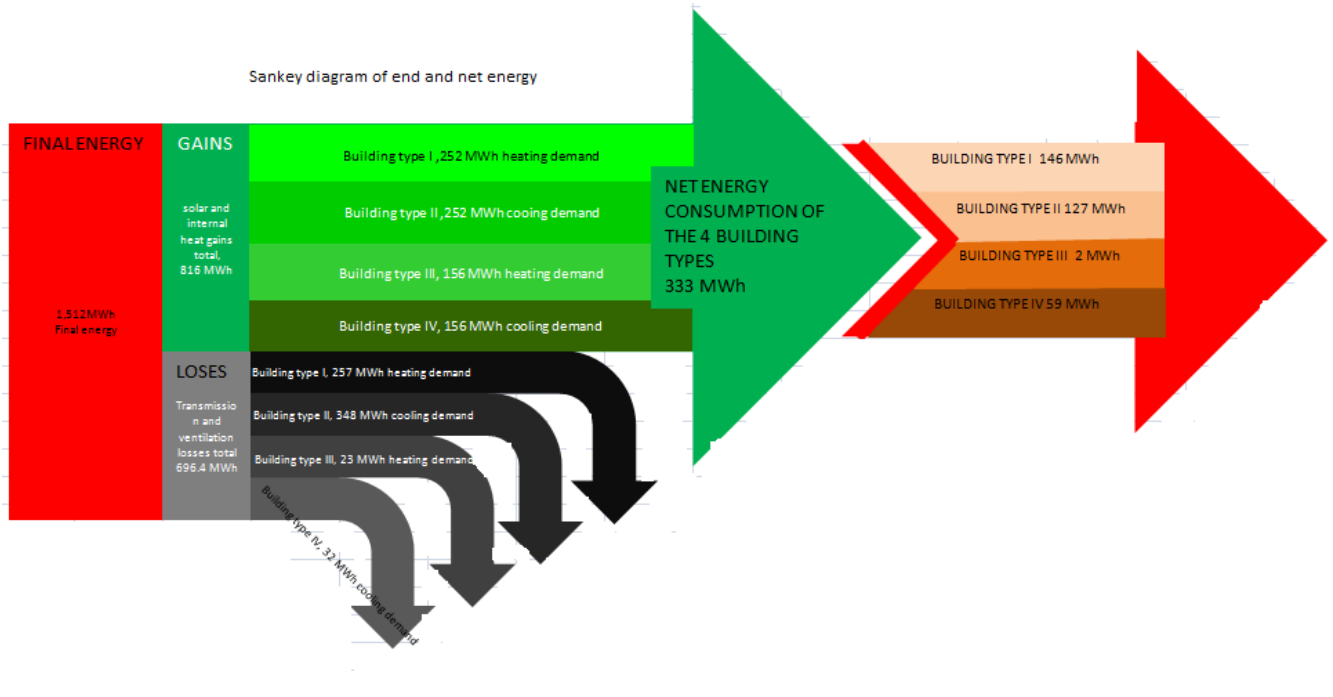 Sankey diagram of end and net energy
FINAL ENERGY
1,512MWh
Final energy
GAINS
solar and
internal
heat gains
total,
816 MWh
Building type I ,252 MWh heating demand
Building type II ,252 MWh cooing demand
Building type III, 156 MWh heating demand
Building type IV, 156 MWh cooling demand
LOSES
Transmissio
n and
ventilation
losses total
696.4 MWh
Building type I, 257 MWh heating demand
Building type II, 348 MWh cooling demand
Building type III, 23 MWh heating demand
Building type IV, 32 MWh cooling demand
NET ENERGY
CONSUMPTION OF
THE 4 BUILDING
TYPES
333 MWh
BUILDING TYPE I 146 MWh
BUILDING TYPE II 127 MWh
BUILDING TYPE III 2 MWh
BUILDING TYPE IV 59 MWh